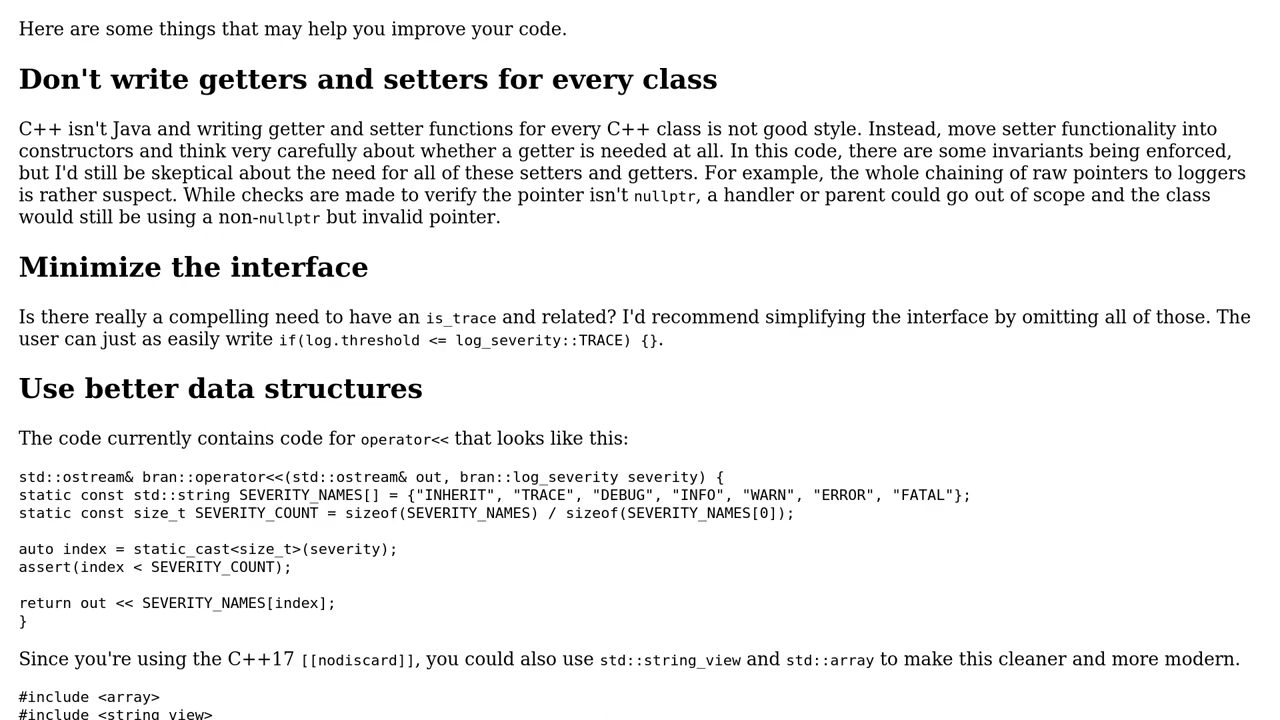 Here are some things that may help you improve your code.
Don't write getters and setters for every class
C++ isn't Java and writing getter and setter functions for every C++ class is not good style. Instead, move setter functionality into
constructors and think very carefully about whether a getter is needed at all. In this code, there are some invariants being enforced,
but I'd still be skeptical about the need for all of these setters and getters. For example, the whole chaining of raw pointers to loggers
is rather suspect. While checks are made to verify the pointer isn't nullptr, a handler or parent could go out of scope and the class
would still be using a non-nullptr but invalid pointer.
Minimize the interface
Is there really a compelling need to have an is_trace and related? I'd recommend simplifying the interface by omitting all of those. The
user can just as easily write if(log.threshold <= log_severity::TRACE) {}.
Use better data structures
The code currently contains code for operator<< that looks like this:
std::ostream& bran::operator<<(std::ostream& out, bran::log_severity severity) {
static const std::string SEVERITY_NAMES[] = {"INHERIT", "TRACE", "DEBUG", "INFO", "WARN", "ERROR", "FATAL"};
static const size_t SEVERITY_COUNT = sizeof(SEVERITY_NAMES) / sizeof(SEVERITY_NAMES[0]);
auto index = static_cast<size_t>(severity);
assert(index < SEVERITY_COUNT);
return out << SEVERITY_NAMES[index];
}
Since you're using the C++17 [[nodiscard]], you could also use std::string_view and std::array to make this cleaner and more modern.
#include <array>
#include <string_view>